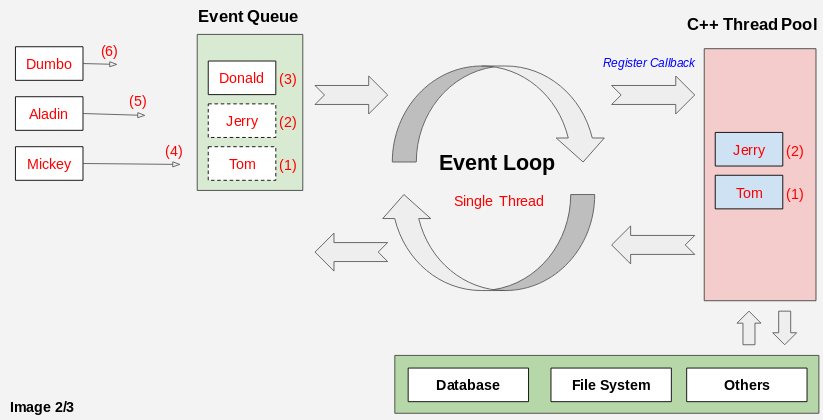 Event Queue
C++ Thread Pool
Dumbo
(6)
Aladin
(5)
Mickey
(4)
Donald
(3)
Jerry
(2)
Tom
(1)
Register Callback
Event Loop
Single Thread
Jerry
(2)
Tom
(1)
Database
File System
Others
Image 2/3